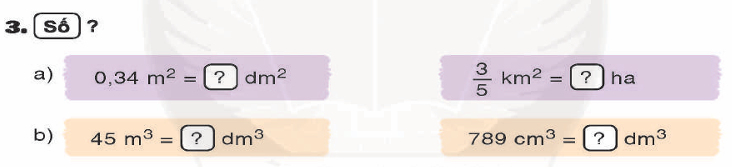 3. Số ?
a) 0,34 m² = ? dm² 3/5 km² = ? ha
b) 45 m³ = ? dm³ 789 cm³ = ? dm³